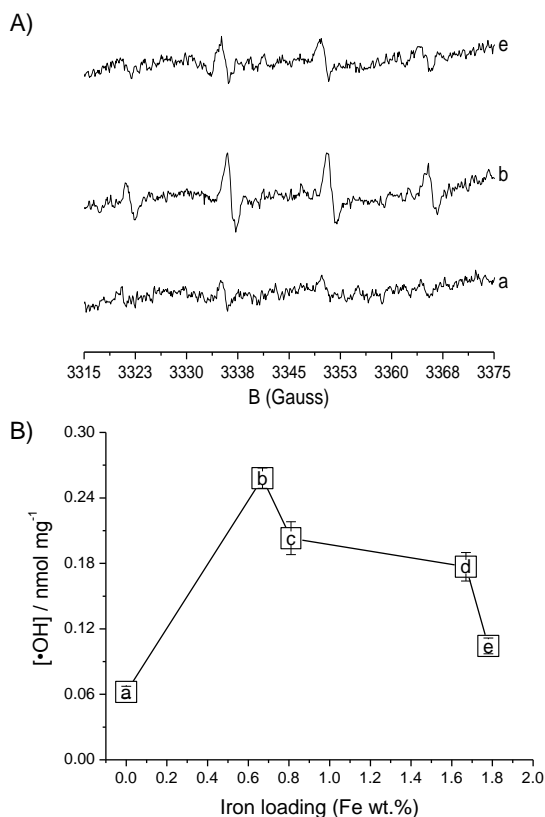 A)
e
b
a
3315 3323 3330 3338 3345 3353 3360 3368 3375
B (Gauss)
B)
[•OH] / nmol mg⁻¹
0.30
0.24
0.18
0.12
0.06
0.00
b
c
d
e
a
0.0 0.2 0.4 0.6 0.8 1.0 1.2 1.4 1.6 1.8 2.0
Iron loading (Fe wt.%)